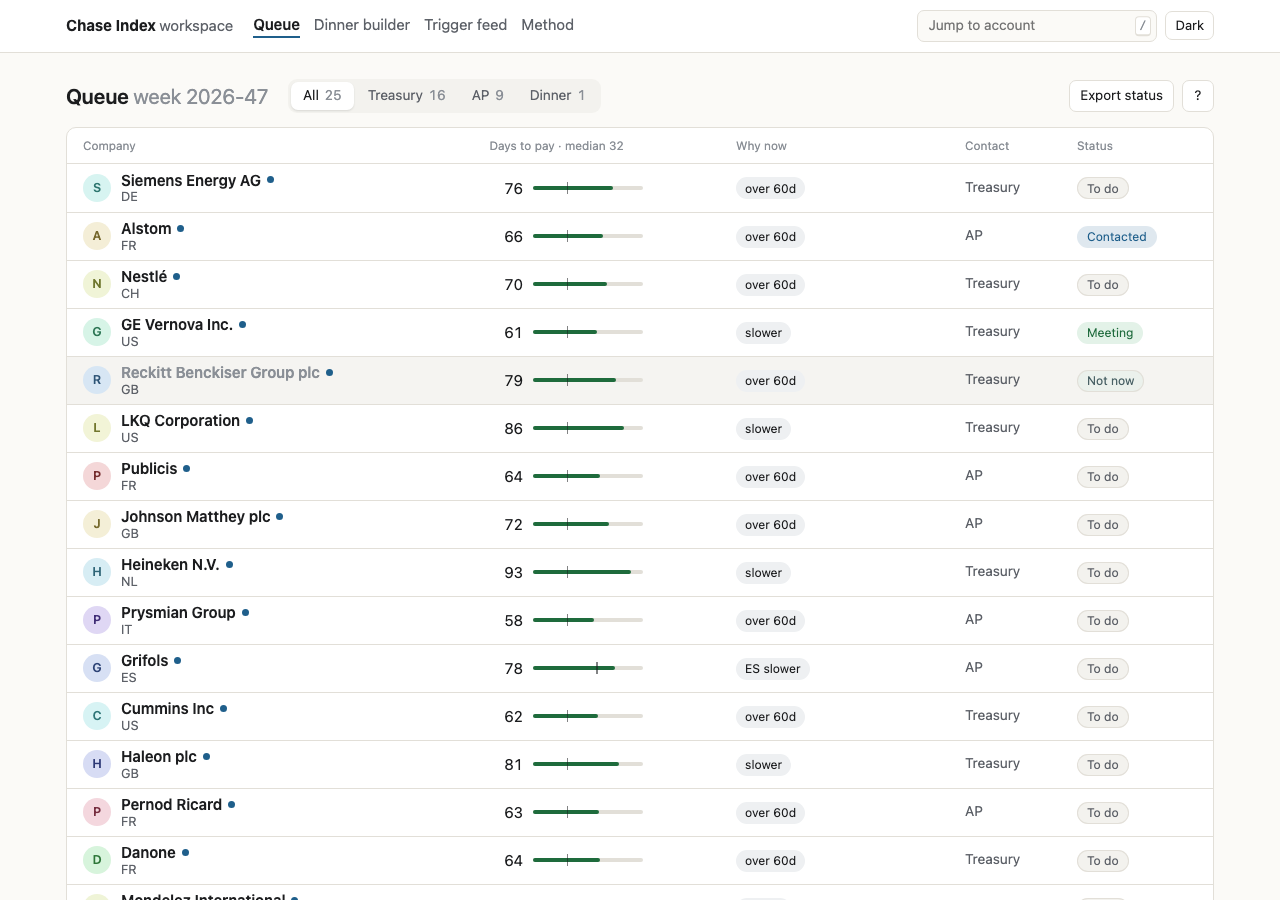 Chase Index workspace Queue Dinner builder Trigger feed Method Jump to account / Dark
Queue week 2026-47 All 25 Treasury 16 AP 9 Dinner 1 Export status ?
Company Days to pay · median 32 Why now Contact Status
S Siemens Energy AG 76 over 60d Treasury To do
DE
A Alstom 66 over 60d AP Contacted
FR
N Nestlé 70 over 60d Treasury To do
CH
G GE Vernova Inc. 61 slower Treasury Meeting
US
R Reckitt Benckiser Group plc 79 over 60d Treasury Not now
GB
L LKQ Corporation 86 slower Treasury To do
US
P Publicis 64 over 60d AP To do
FR
J Johnson Matthey plc 72 over 60d AP To do
GB
H Heineken N.V. 93 slower Treasury To do
NL
P Prysmian Group 58 over 60d AP To do
IT
G Grifols 78 ES slower AP To do
ES
C Cummins Inc 62 over 60d Treasury To do
US
H Haleon plc 81 slower Treasury To do
GB
P Pernod Ricard 63 over 60d AP To do
FR
D Danone 64 over 60d Treasury To do
FR
Mondelez International